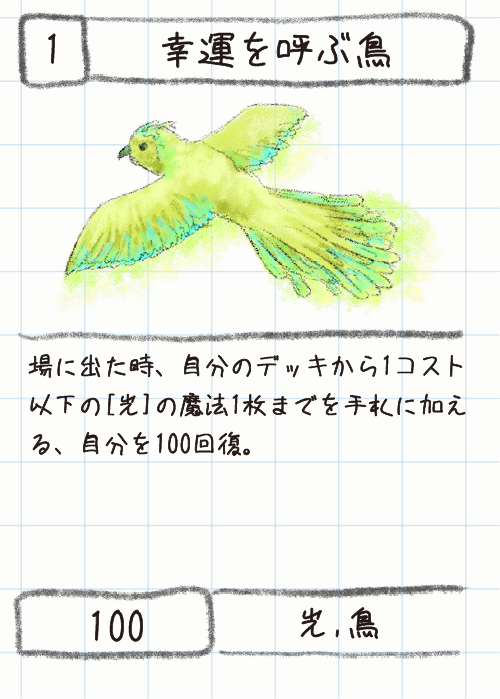 1
幸運を呼ぶ鳥
場に出た時、自分のデッキから1コスト
以下の[光]の魔法1枚までを手札に加え
る、自分を100回復。
100
光,鳥